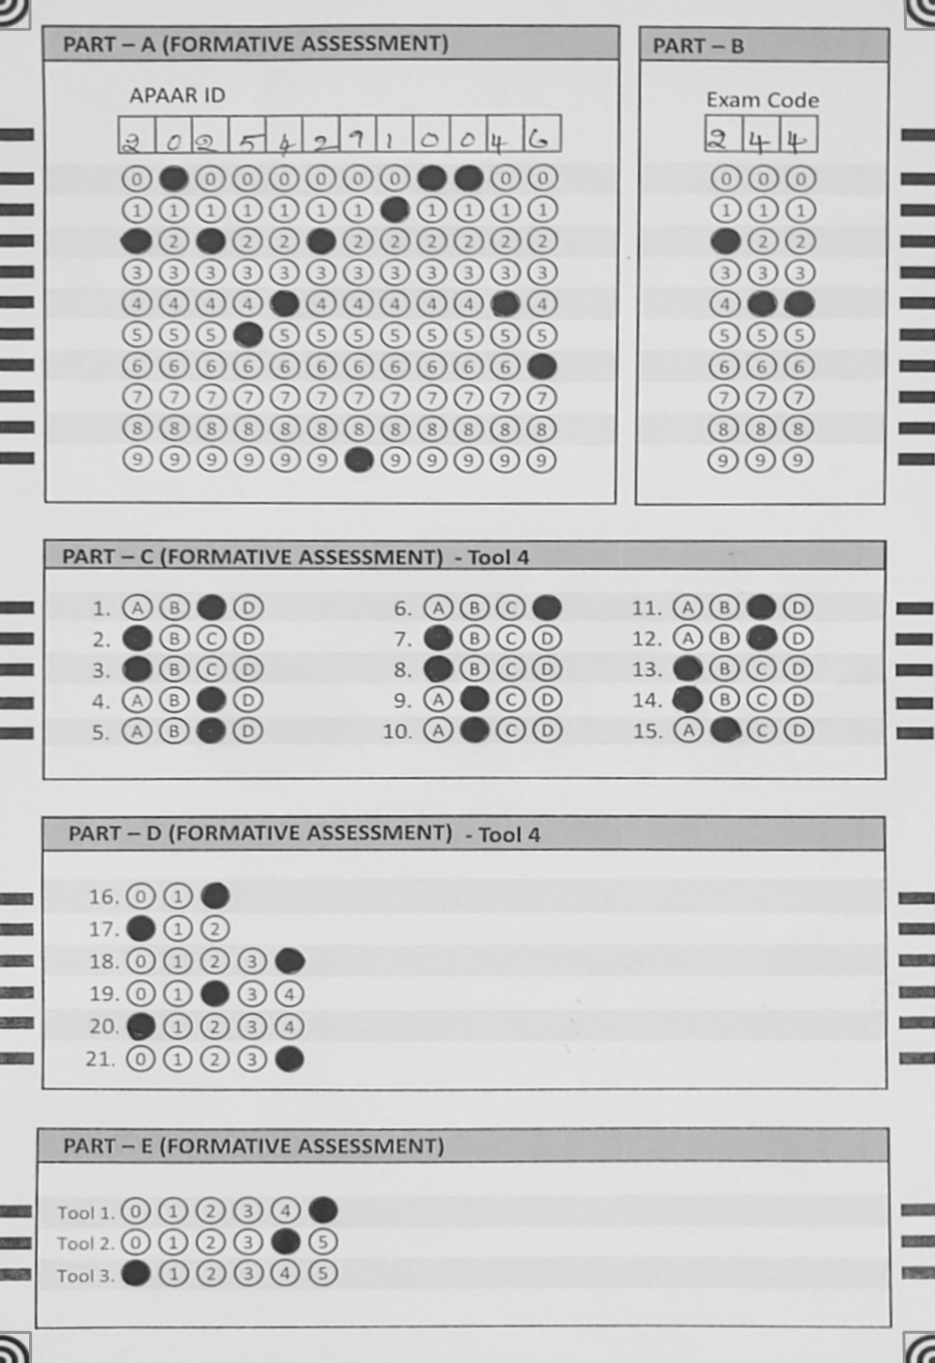 PART – A (FORMATIVE ASSESSMENT)
APAAR ID
2 0 2 5 4 2 9 1 0 0 4 6
0 0 0 0 0 0 0 0 0
1 1 1 1 1 1 1 1 1 1 1
2 2 2 2 2 2 2 2 2
3 3 3 3 3 3 3 3 3 3 3 3
4 4 4 4 4 4 4 4 4 4
5 5 5 5 5 5 5 5 5 5 5
6 6 6 6 6 6 6 6 6 6 6
7 7 7 7 7 7 7 7 7 7 7 7
8 8 8 8 8 8 8 8 8 8 8 8
9 9 9 9 9 9 9 9 9 9 9
PART – B
Exam Code
2 4 4
0 0 0
1 1 1
2 2
3 3 3
4
5 5 5
6 6 6
7 7 7
8 8 8
9 9 9
PART – C (FORMATIVE ASSESSMENT) - Tool 4
1. A B D
2. B C D
3. B C D
4. A B D
5. A B D
6. A B C
7. B C D
8. B C D
9. A C D
10. A C D
11. A B D
12. A B D
13. B C D
14. B C D
15. A C D
PART – D (FORMATIVE ASSESSMENT) - Tool 4
16. 0 1
17. 1 2
18. 0 1 2 3
19. 0 1 3 4
20. 1 2 3 4
21. 0 1 2 3
PART – E (FORMATIVE ASSESSMENT)
Tool 1. 0 1 2 3 4
Tool 2. 0 1 2 3 5
Tool 3. 1 2 3 4 5